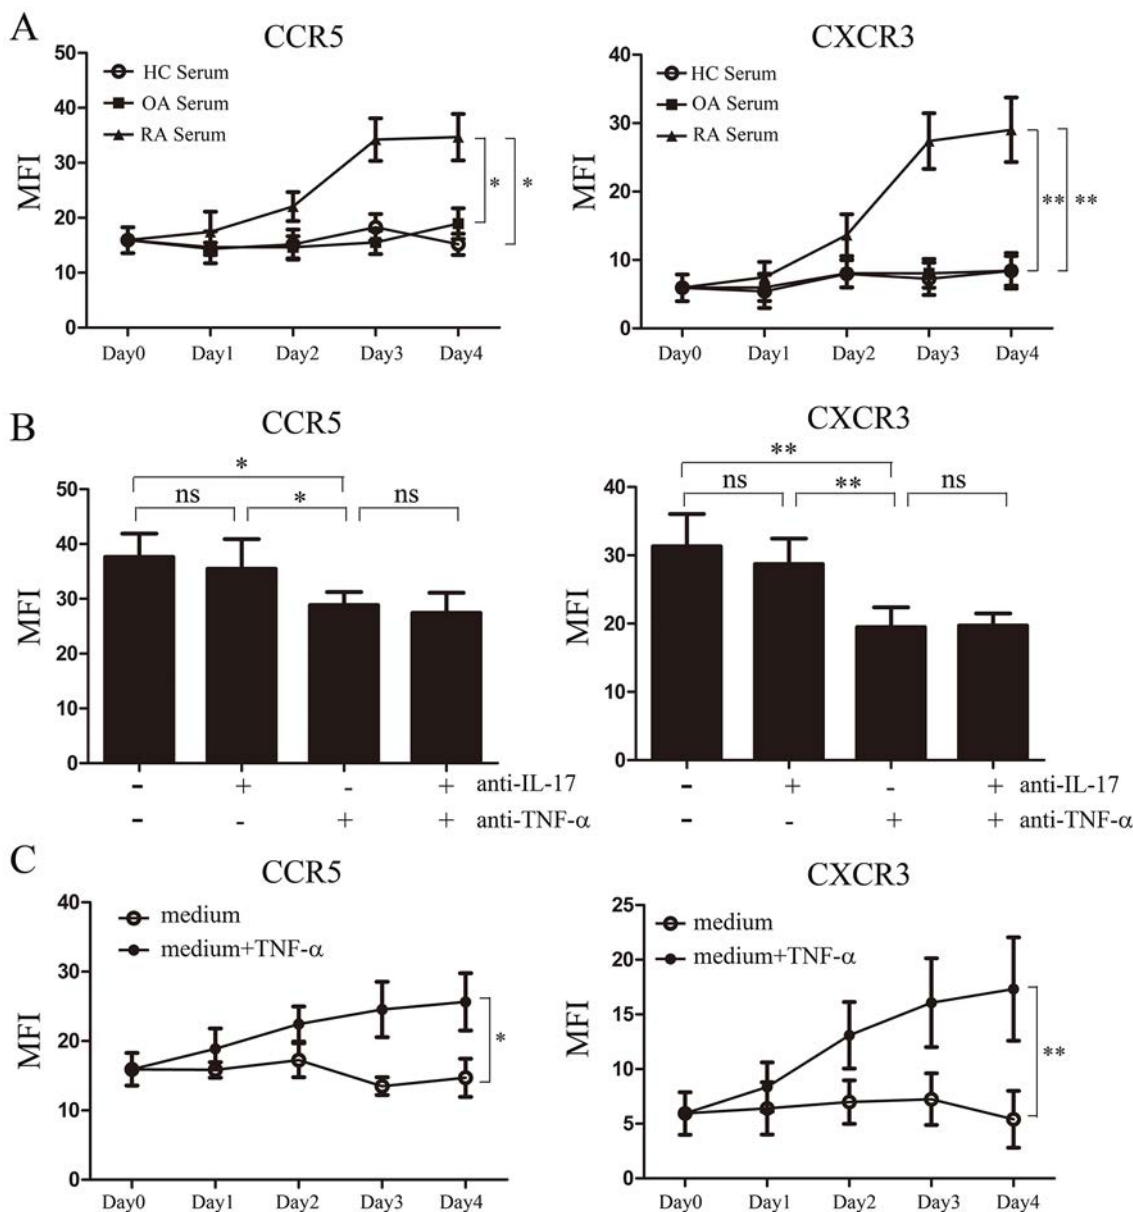 A
CCR5
CXCR3
50
40
30
20
10
0
MFI
HC Serum
OA Serum
RA Serum
* *
Day0 Day1 Day2 Day3 Day4
40
30
20
10
0
MFI
HC Serum
OA Serum
RA Serum
** **
Day0 Day1 Day2 Day3 Day4
B
CCR5
CXCR3
*
ns * ns
50
40
30
20
10
0
MFI
- + - + anti-IL-17
- - + + anti-TNF-α
**
ns ** ns
40
30
20
10
0
MFI
- + - + anti-IL-17
- - + + anti-TNF-α
C
CCR5
CXCR3
40
30
20
10
0
MFI
medium
medium+TNF-α
*
Day0 Day1 Day2 Day3 Day4
25
20
15
10
5
0
MFI
medium
medium+TNF-α
**
Day0 Day1 Day2 Day3 Day4